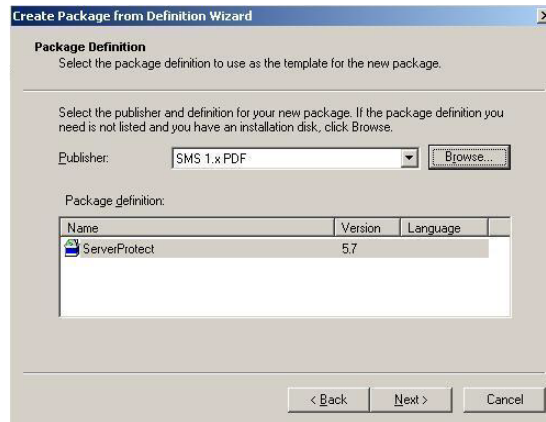 Create Package from Definition Wizard
Package Definition
Select the package definition to use as the template for the new package.
Select the publisher and definition for your new package. If the package definition you
need is not listed and you have an installation disk, click Browse.
Publisher: SMS 1.x PDF Browse...
Package definition:
Name Version Language
ServerProtect 5.7
< Back Next > Cancel